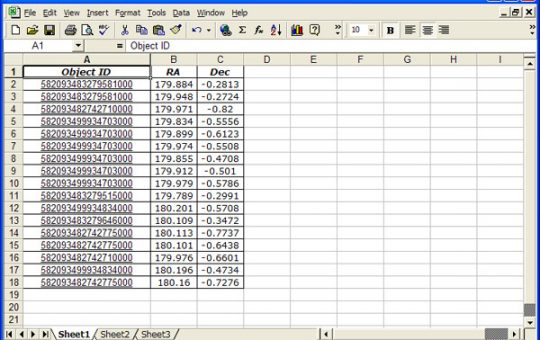 File Edit View Insert Format Tools Data Window Help
10 B
A1 = Object ID
A B C D E F G H I
1 Object ID RA Dec
2 582093483279581000 179.884 -0.2813
3 582093483279581000 179.948 -0.2724
4 582093482742710000 179.971 -0.82
5 582093499934703000 179.834 -0.5556
6 582093499934703000 179.899 -0.6123
7 582093499934703000 179.974 -0.5508
8 582093499934703000 179.855 -0.4708
9 582093499934703000 179.912 -0.501
10 582093499934703000 179.979 -0.5786
11 582093483279515000 179.789 -0.2991
12 582093499934834000 180.201 -0.5708
13 582093483279646000 180.109 -0.3472
14 582093482742775000 180.113 -0.7737
15 582093482742775000 180.101 -0.6438
16 582093482742710000 179.976 -0.6601
17 582093499934834000 180.196 -0.4734
18 582093482742775000 180.16 -0.7276
19
20
21
Sheet1 Sheet2 Sheet3